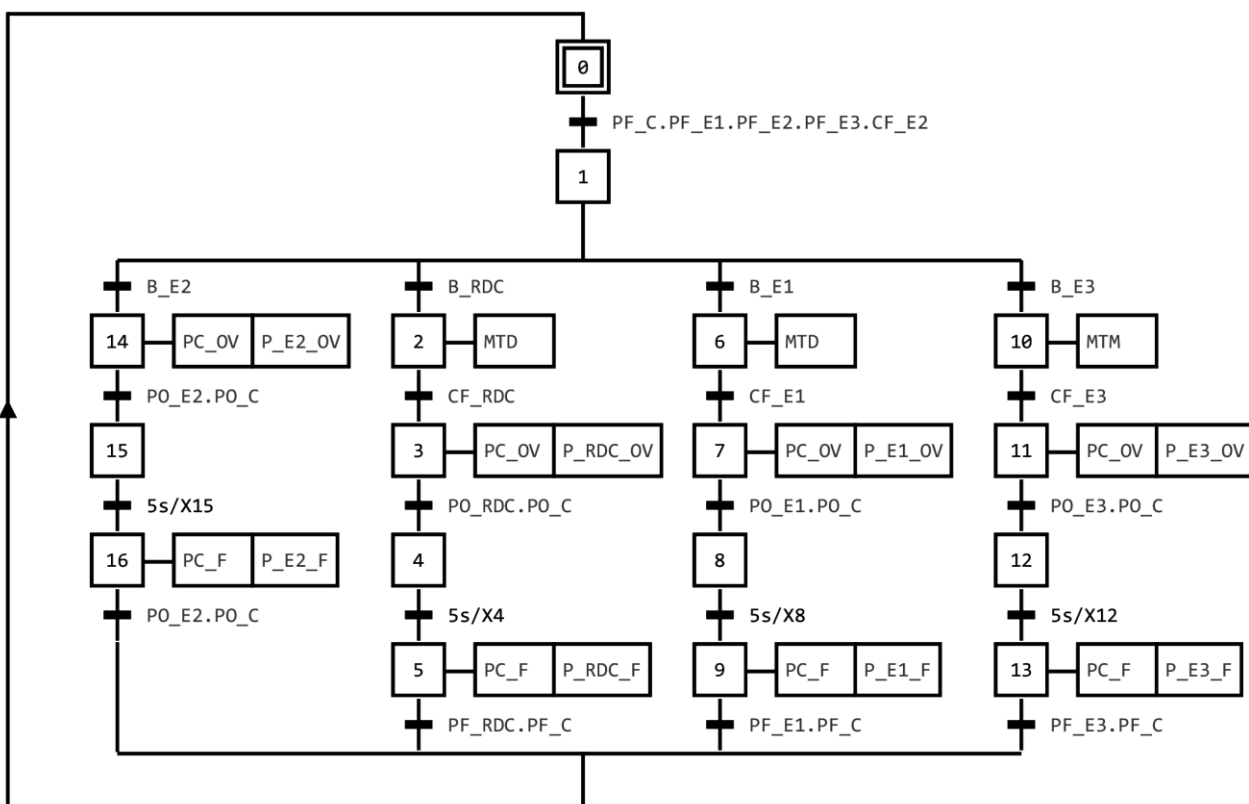 0
PF_C.PF_E1.PF_E2.PF_E3.CF_E2
1
B_E2 B_RDC B_E1 B_E3
14 PC_OV P_E2_OV 2 MTD 6 MTD 10 MTM
PO_E2.PO_C CF_RDC CF_E1 CF_E3
15 3 PC_OV P_RDC_OV 7 PC_OV P_E1_OV 11 PC_OV P_E3_OV
5s/X15 PO_RDC.PO_C PO_E1.PO_C PO_E3.PO_C
16 PC_F P_E2_F 4 8 12
PO_E2.PO_C 5s/X4 5s/X8 5s/X12
5 PC_F P_RDC_F 9 PC_F P_E1_F 13 PC_F P_E3_F
PF_RDC.PF_C PF_E1.PF_C PF_E3.PF_C